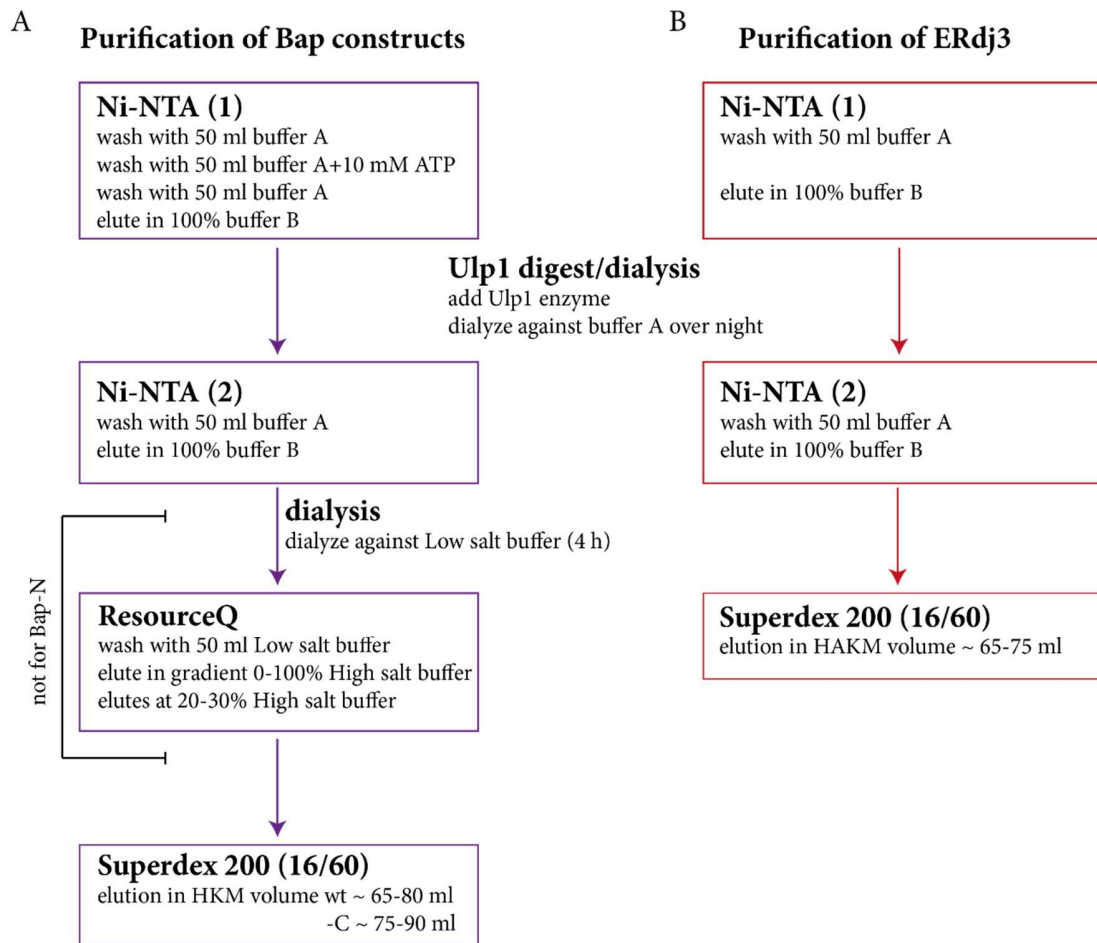 A
Purification of Bap constructs
Ni-NTA (1)
wash with 50 ml buffer A
wash with 50 ml buffer A+10 mM ATP
wash with 50 ml buffer A
elute in 100% buffer B
Ulp1 digest/dialysis
add Ulp1 enzyme
dialyze against buffer A over night
Ni-NTA (2)
wash with 50 ml buffer A
elute in 100% buffer B
dialysis
dialyze against Low salt buffer (4 h)
not for Bap-N
ResourceQ
wash with 50 ml Low salt buffer
elute in gradient 0-100% High salt buffer
elutes at 20-30% High salt buffer
Superdex 200 (16/60)
elution in HKM volume wt ~ 65-80 ml
-C ~ 75-90 ml
B
Purification of ERdj3
Ni-NTA (1)
wash with 50 ml buffer A
elute in 100% buffer B
Ni-NTA (2)
wash with 50 ml buffer A
elute in 100% buffer B
Superdex 200 (16/60)
elution in HAKM volume ~ 65-75 ml